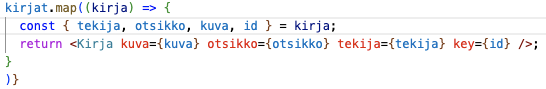 kirjat.map((kirja) => {
  const { tekija, otsikko, kuva, id } = kirja;
  return <Kirja kuva={kuva} otsikko={otsikko} tekija={tekija} key={id} />;
}
)}